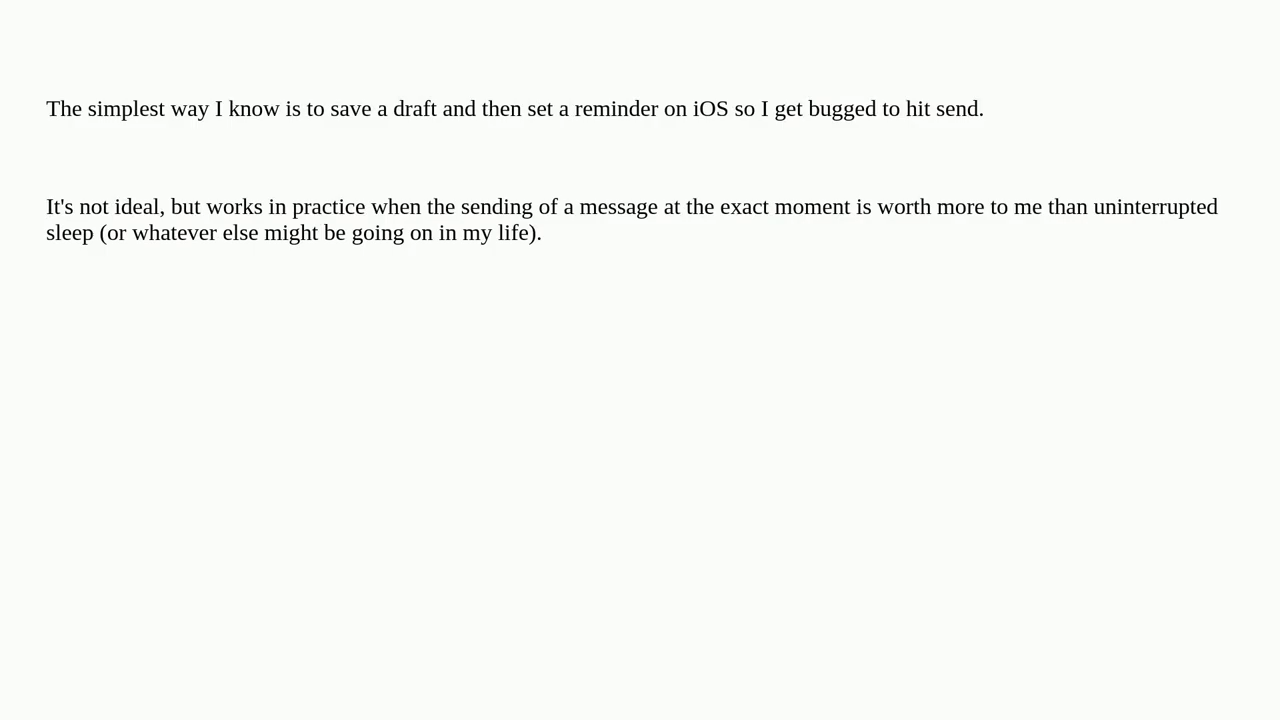 The simplest way I know is to save a draft and then set a reminder on iOS so I get bugged to hit send.
It's not ideal, but works in practice when the sending of a message at the exact moment is worth more to me than uninterrupted
sleep (or whatever else might be going on in my life).